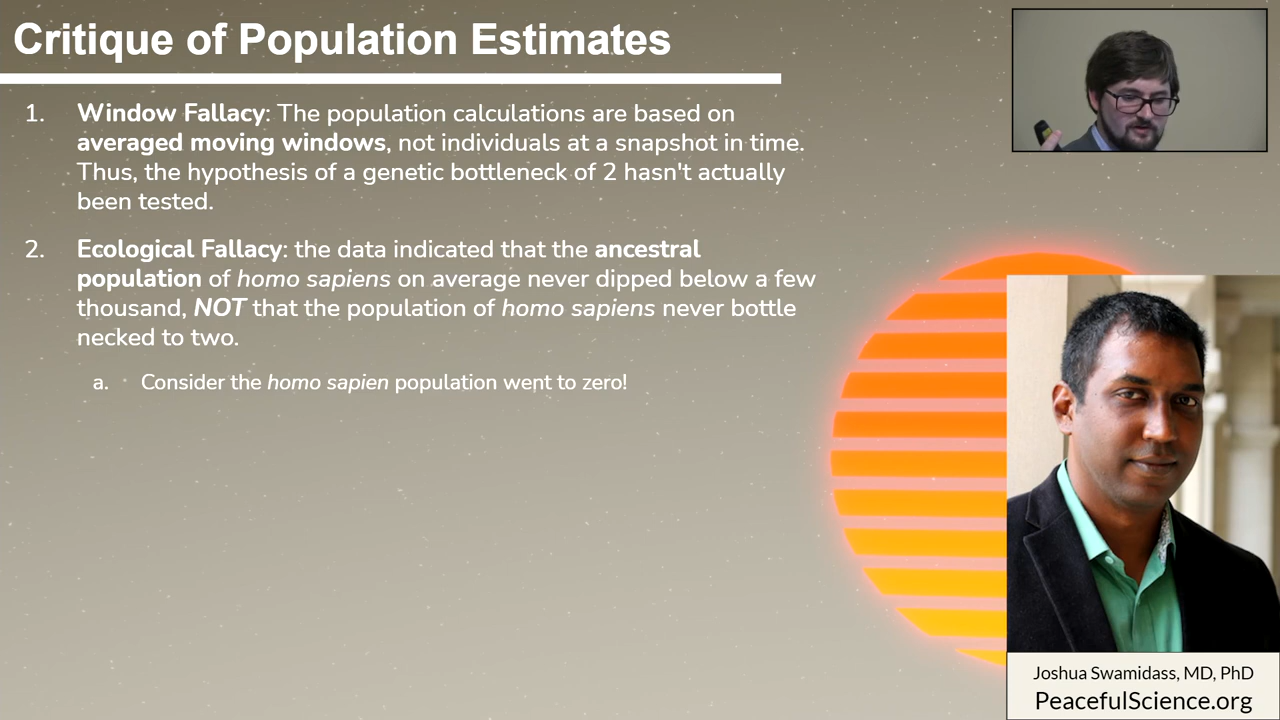 Critique of Population Estimates
1. Window Fallacy: The population calculations are based on
averaged moving windows, not individuals at a snapshot in time.
Thus, the hypothesis of a genetic bottleneck of 2 hasn't actually
been tested.
2. Ecological Fallacy: the data indicated that the ancestral
population of homo sapiens on average never dipped below a few
thousand, NOT that the population of homo sapiens never bottle
necked to two.
a. Consider the homo sapien population went to zero!
Joshua Swamidass, MD, PhD
PeacefulScience.org